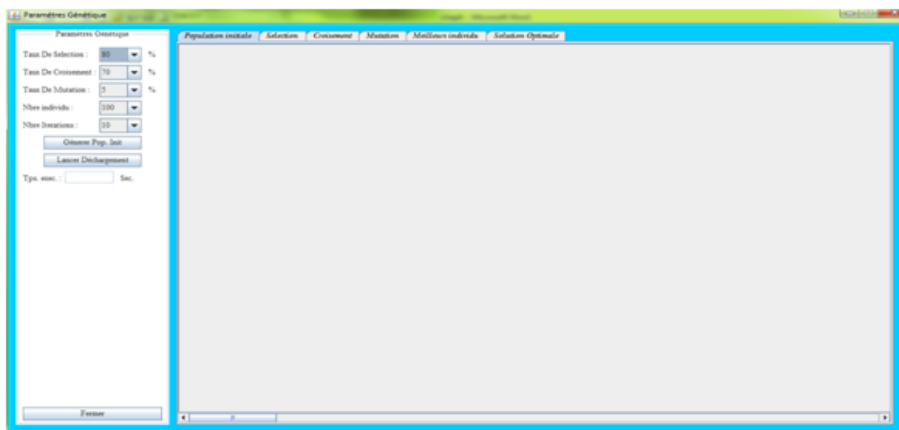 Paramètres Génétique
Paramètres Génétique
Taux De Selection : 80 %
Taux De Croisement : 70 %
Taux De Mutation : 5 %
Nbre individu : 100
Nbre Iterations : 10
Génerer Pop. Init
Lancer Déchargement
Tps. exec. : Sec.
Fermer
Population initiale Selection Croisement Mutation Meilleurs individu Solution Optimale